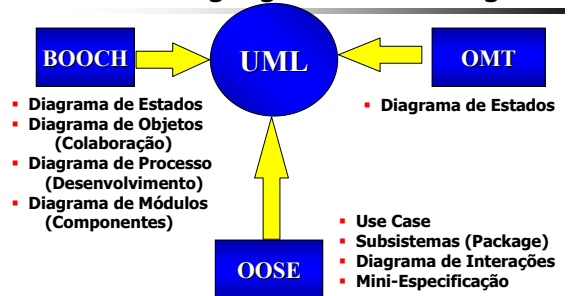 BOOCH
UML
OMT
Diagrama de Estados
Diagrama de Objetos
(Colaboração)
Diagrama de Processo
(Desenvolvimento)
Diagrama de Módulos
(Componentes)
Diagrama de Estados
OOSE
Use Case
Subsistemas (Package)
Diagrama de Interações
Mini-Especificação